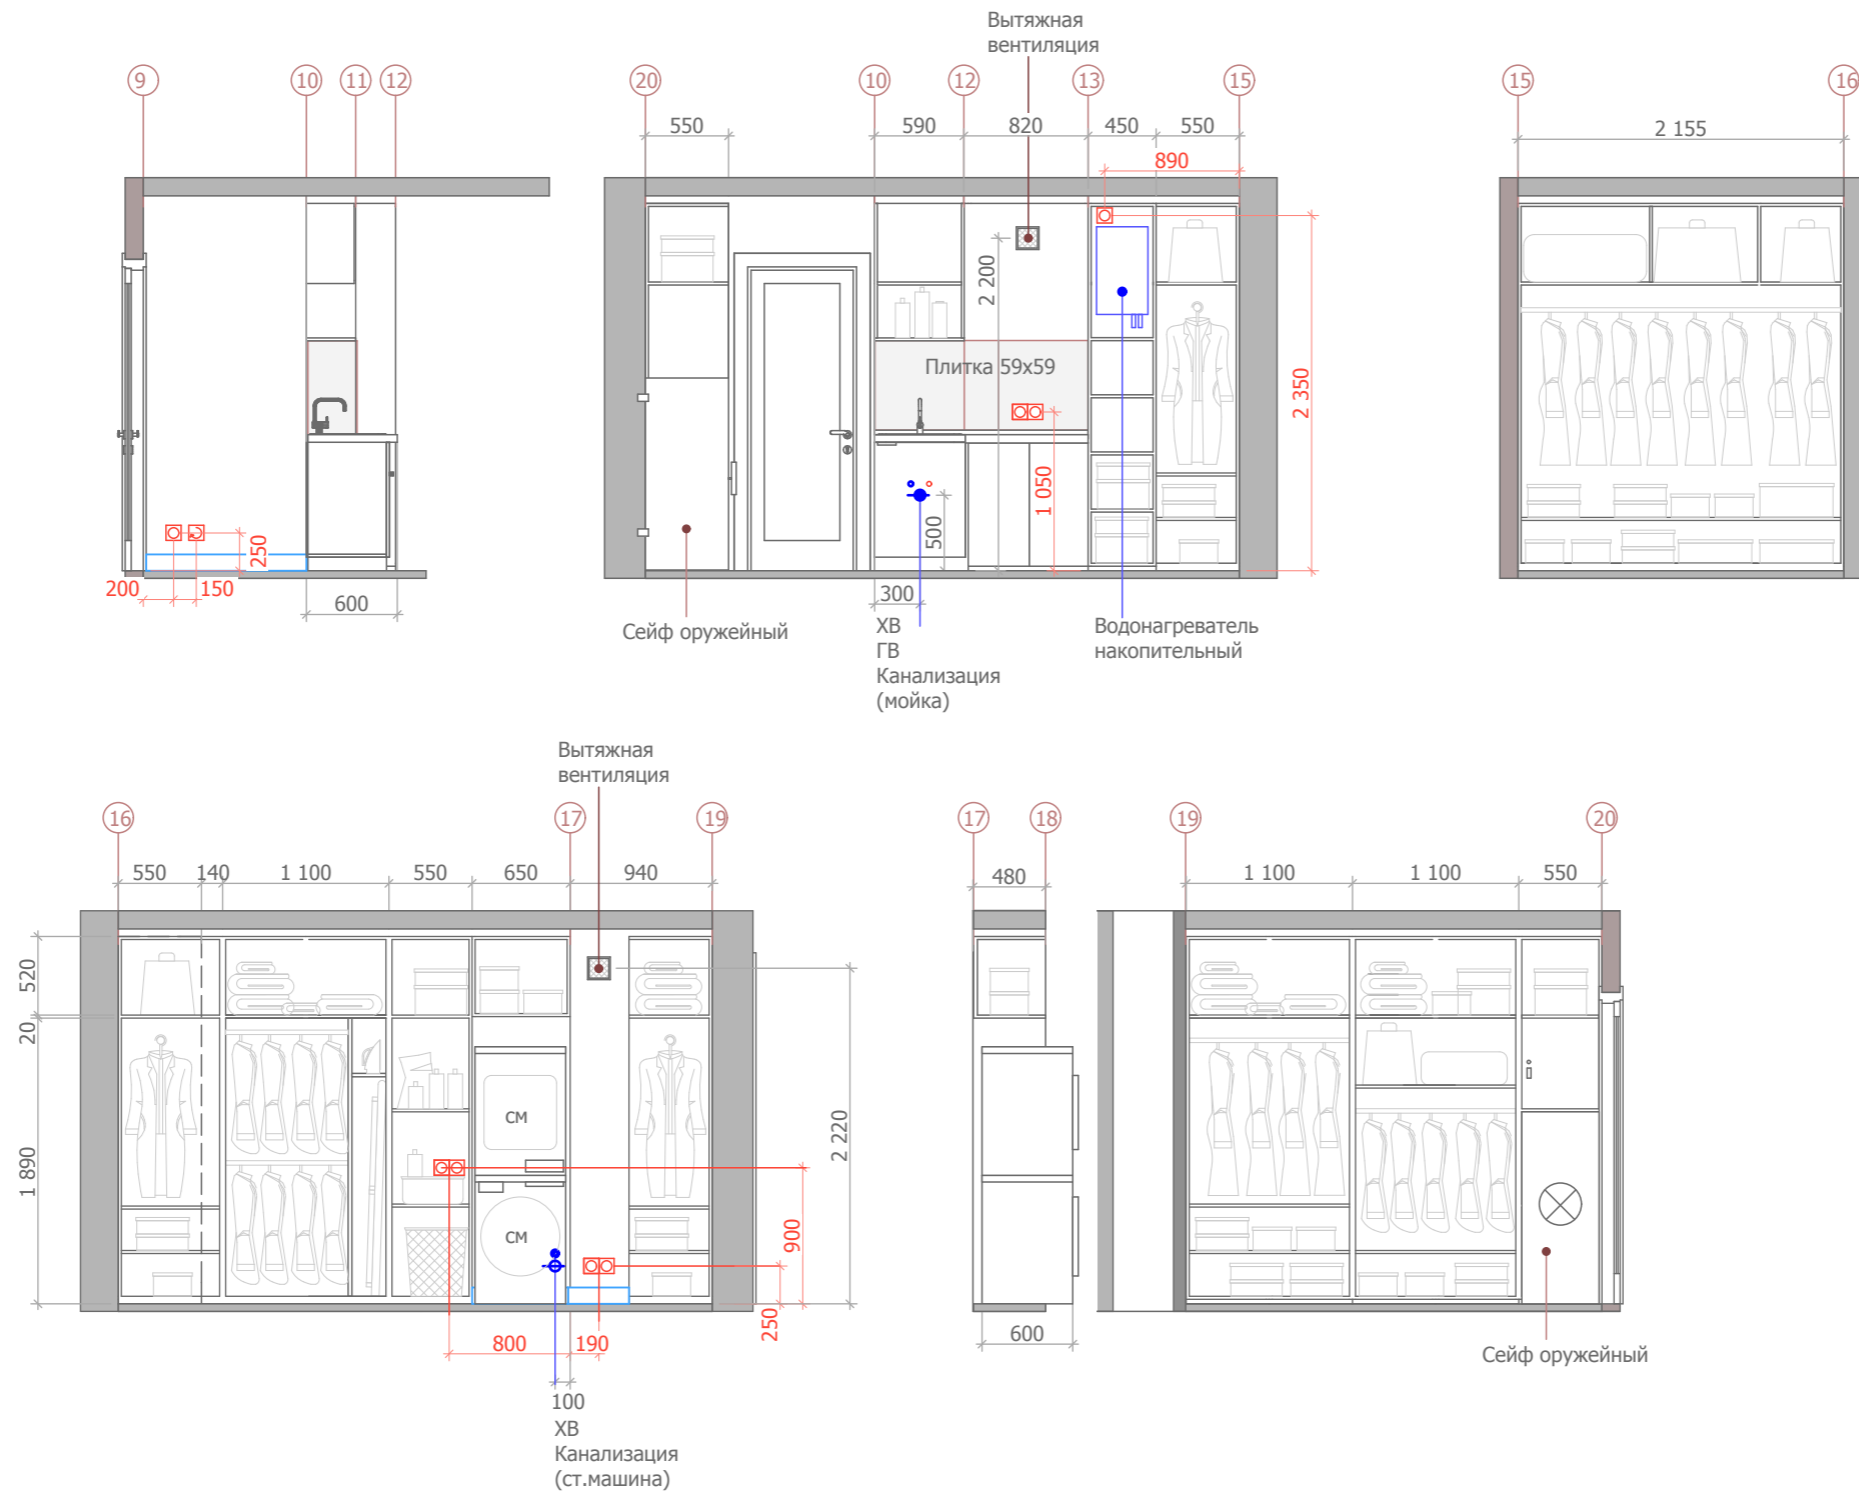 Вытяжная
вентиляция
9 10 11 12
20 10 12 13 15
15 16
550 590 820 450 550
890
2 155
2 200
Плитка 59x59
2 350
1 050
500
250
200 150
600
300
Сейф оружейный
ХВ
ГВ
Канализация
(мойка)
Водонагреватель
накопительный
Вытяжная
вентиляция
16 17 19
17 18
19 20
550 140 1 100 550 650 940
480
1 100 1 100 550
520
20
1 890
СМ
СМ
2 220
900
250
800 190
100
ХВ
Канализация
(ст.машина)
600
Сейф оружейный